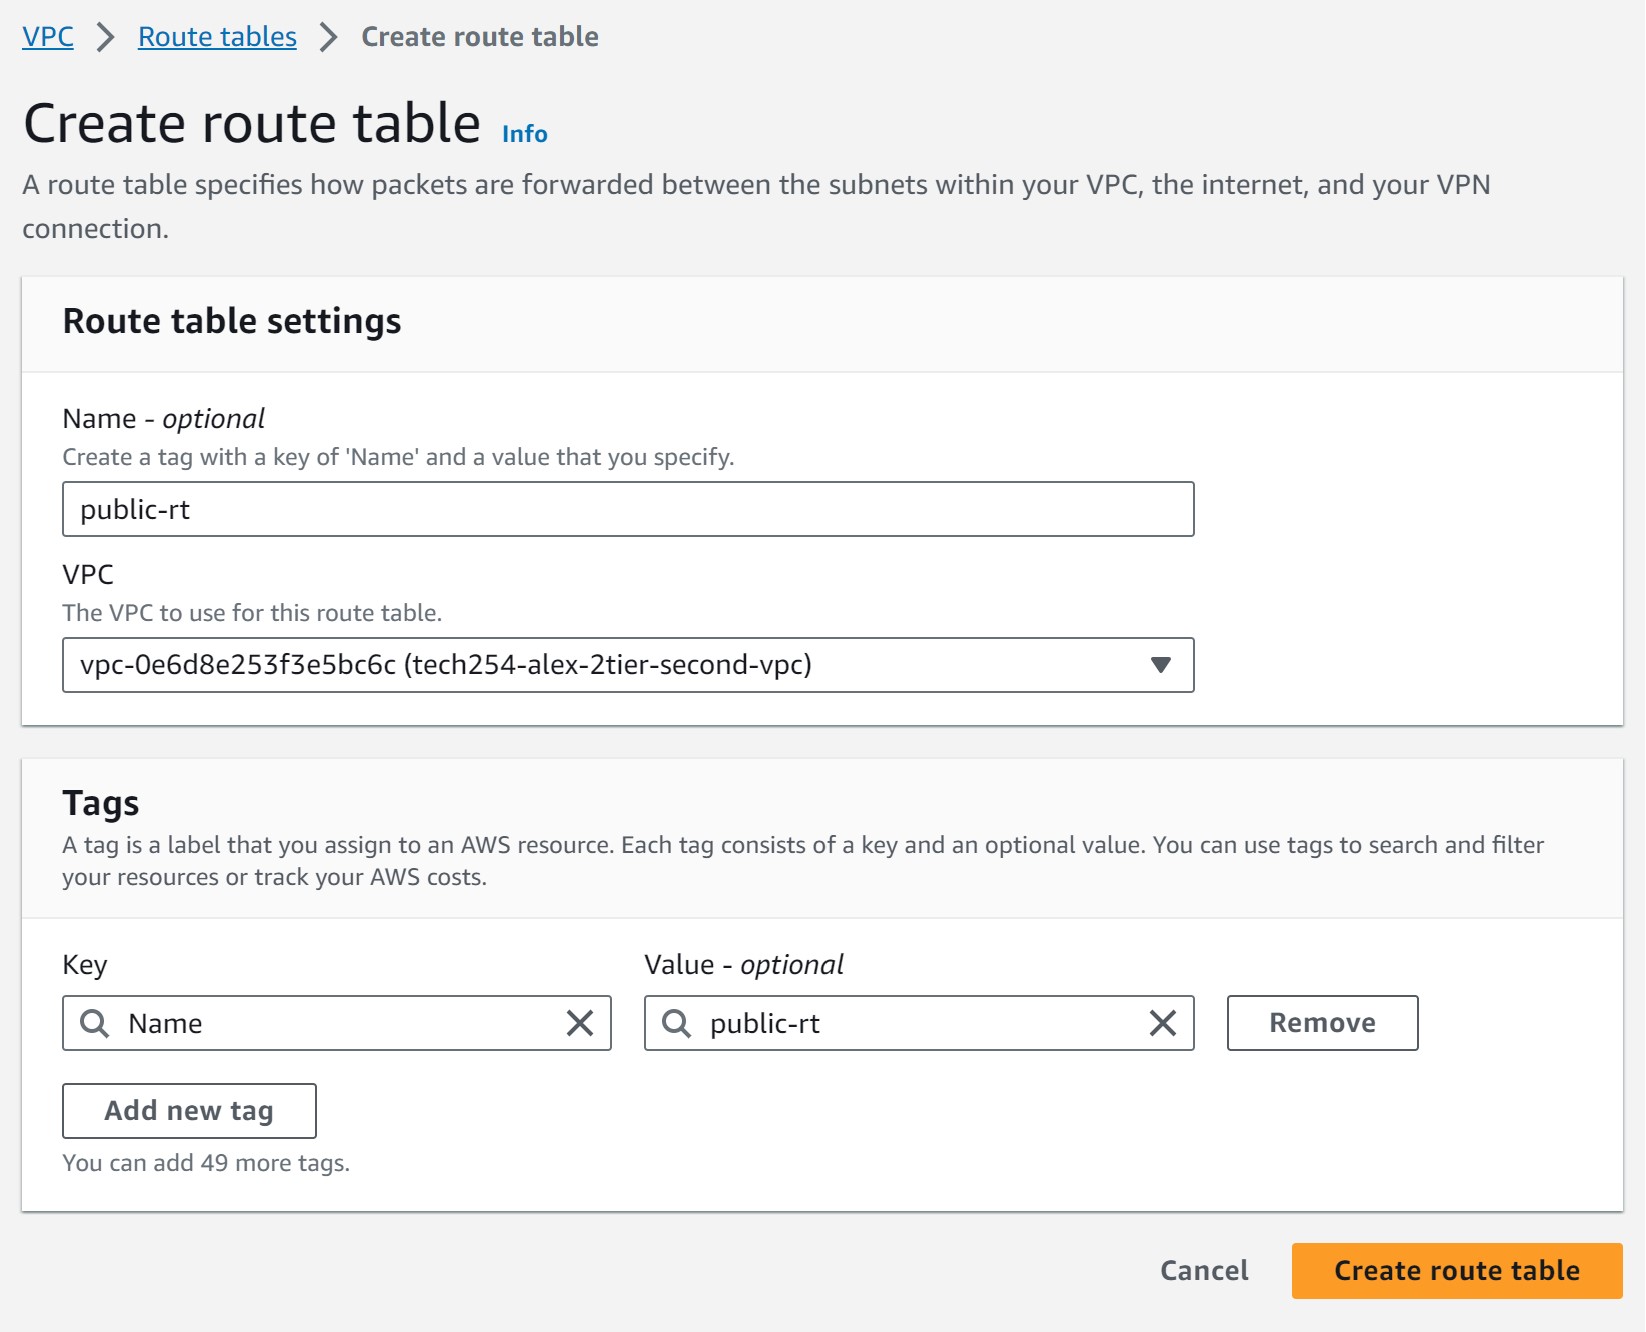 VPC > Route tables > Create route table
Create route table Info
A route table specifies how packets are forwarded between the subnets within your VPC, the internet, and your VPN
connection.
Route table settings
Name - optional
Create a tag with a key of 'Name' and a value that you specify.
public-rt
VPC
The VPC to use for this route table.
vpc-0e6d8e253f3e5bc6c (tech254-alex-2tier-second-vpc)
Tags
A tag is a label that you assign to an AWS resource. Each tag consists of a key and an optional value. You can use tags to search and filter
your resources or track your AWS costs.
Key Value - optional
Name public-rt Remove
Add new tag
You can add 49 more tags.
Cancel Create route table